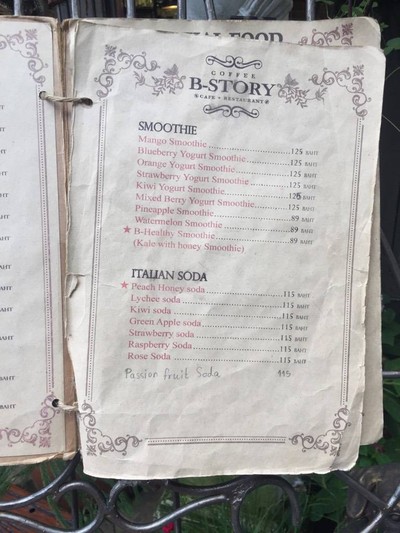 FOOD
COFFEE
B-STORY
CAFE + RESTAURANT
SMOOTHIE
Mango Smoothie.....125 BAHT
Blueberry Yogurt Smoothie.....125 BAHT
Orange Yogurt Smoothie.....125 BAHT
Strawberry Yogurt Smoothie.....125 BAHT
Kiwi Yogurt Smoothie.....125 BAHT
Mixed Berry Yogurt Smoothie.....125 BAHT
Pineapple Smoothie.....89 BAHT
Watermelon Smoothie.....89 BAHT
★ B-Healthy Smoothie.....89 BAHT
(Kale with honey Smoothie)
ITALIAN SODA
★ Peach Honey soda.....115 BAHT
Lychee soda.....115 BAHT
Kiwi soda.....115 BAHT
Green Apple soda.....115 BAHT
Strawberry soda.....115 BAHT
Raspberry Soda.....115 BAHT
Rose Soda.....115 BAHT
Passion fruit Soda 115